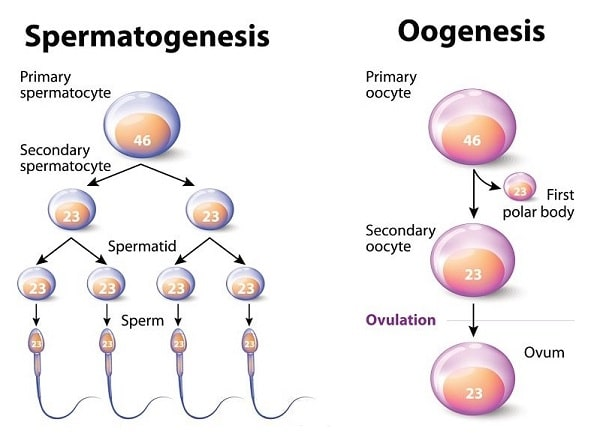 Spermatogenesis
Primary
spermatocyte
46
Secondary
spermatocyte
23
23
Spermatid
23
23
23
23
Sperm
23
23
23
23
Oogenesis
Primary
oocyte
46
23
First
polar body
Secondary
oocyte
23
Ovulation
Ovum
23